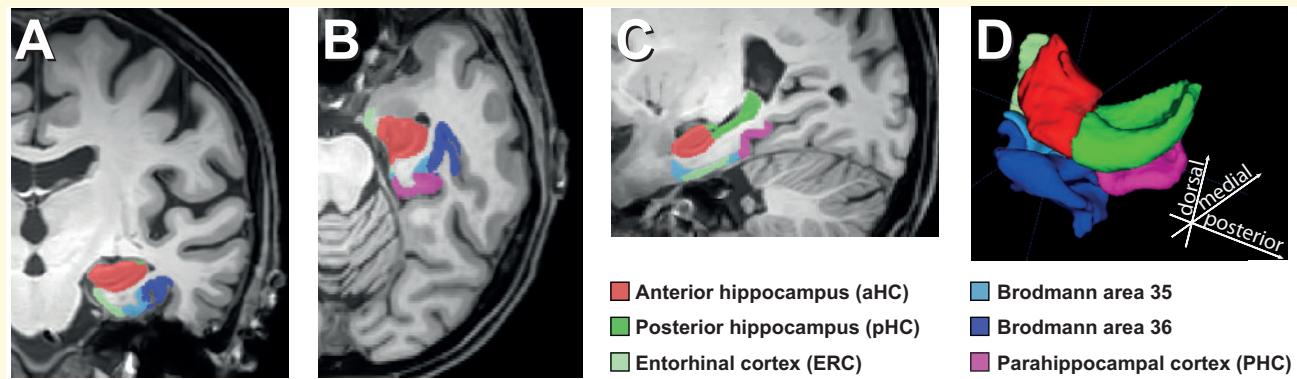 A B C D
dorsal
medial
posterior
Anterior hippocampus (aHC)
Posterior hippocampus (pHC)
Entorhinal cortex (ERC)
Brodmann area 35
Brodmann area 36
Parahippocampal cortex (PHC)